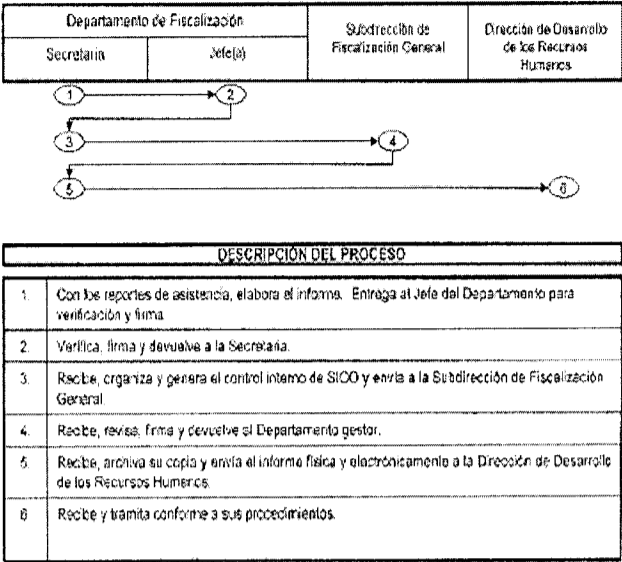 Departamento de Fiscalización
Subdirección de
Fiscalización General
Dirección de Desarrollo
de los Recursos
Humanos
Secretaria
Jefe(a)
1
2
3
4
5
6
DESCRIPCIÓN DEL PROCESO
1. Con los reportes de asistencia, elabora el informe. Entrega al Jefe del Departamento para
verificación y firma.
2. Verifica, firma y devuelve a la Secretaria.
3. Recibe, organiza y genera el control interno de SICO y envía a la Subdirección de Fiscalización
General.
4. Recibe, revisa, firma y devuelve al Departamento gestor.
5. Recibe, archiva su copia y envía el informe física y electrónicamente a la Dirección de Desarrollo
de los Recursos Humanos.
6 Recibe y tramita conforme a sus procedimientos.